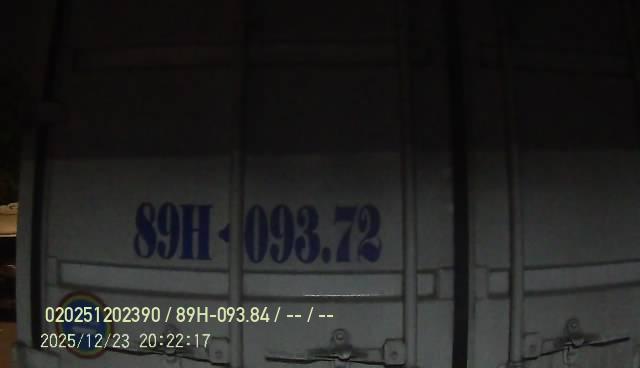 89H-093.72
020251202390 / 89H-093.84 / -- / --
2025/12/23 20:22:17